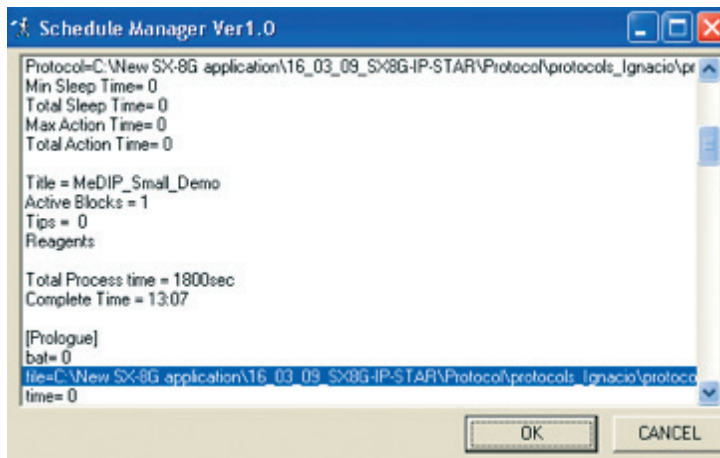 Schedule Manager Ver1.0
Protocol=C:\New SX-8G application\16_03_09_SX8G-IP-STAR\Protocol\protocols_Ignacio\pr
Min Sleep Time= 0
Total Sleep Time= 0
Max Action Time= 0
Total Action Time= 0
Title = MeDIP_Small_Demo
Active Blocks = 1
Tips = 0
Reagents
Total Process time = 1800sec
Complete Time = 13:07
[Prologue]
bat= 0
file=C:\New SX-8G application\16_03_09_SX8G-IP-STAR\Protocol\protocols_Ignacio\protoco
time= 0
OK CANCEL